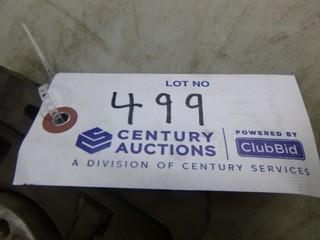 LOT NO
499
CENTURY AUCTIONS
POWERED BY
ClubBid
A DIVISION OF CENTURY SERVICES